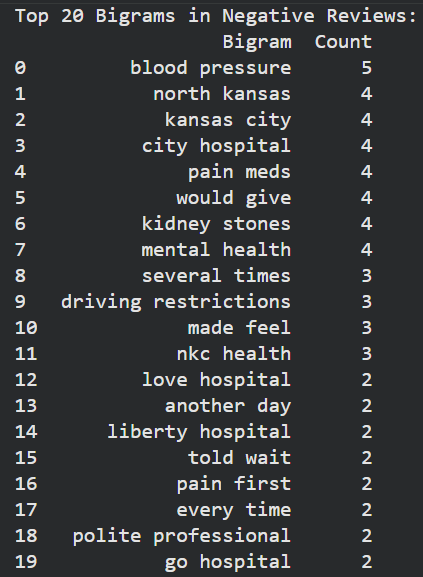 Top 20 Bigrams in Negative Reviews:
Bigram Count
0 blood pressure 5
1 north kansas 4
2 kansas city 4
3 city hospital 4
4 pain meds 4
5 would give 4
6 kidney stones 4
7 mental health 4
8 several times 3
9 driving restrictions 3
10 made feel 3
11 nkc health 3
12 love hospital 2
13 another day 2
14 liberty hospital 2
15 told wait 2
16 pain first 2
17 every time 2
18 polite professional 2
19 go hospital 2